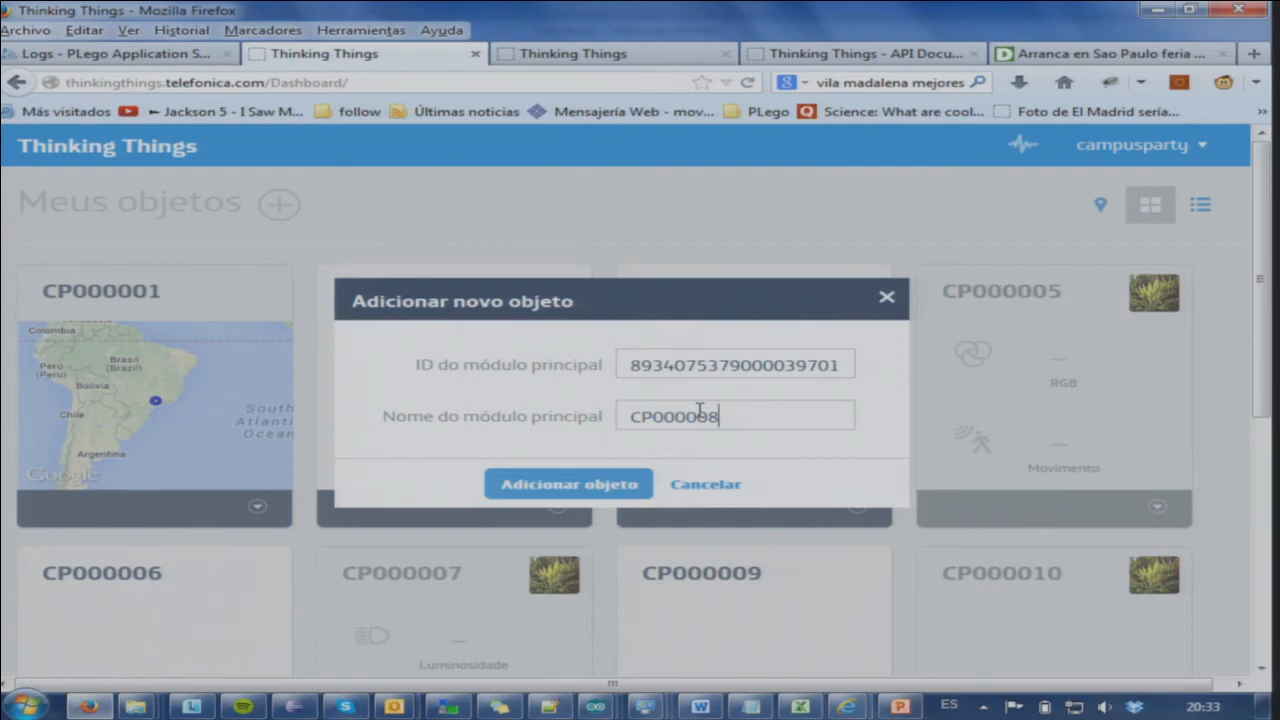 Thinking Things - Mozilla Firefox
Archivo Editar Ver Historial Marcadores Herramientas Ayuda
Logs - PLego Application S... Thinking Things Thinking Things Thinking Things - API Docu... Arranca en Sao Paulo feria ...
thinkingthings.telefonica.com/Dashboard/ vila madalena mejores
Más visitados Jackson 5 - I Saw M... follow Últimas noticias Mensajería Web - mov... PLego Science: What are cool... Foto de El Madrid sería...
Thinking Things campusparty
Meus objetos
CP000001 CP000005
Adicionar novo objeto
Colombia
Perú (Peru) Brasil (Brazil)
Bolivia
Chile
South Atlantic Ocean
Argentina
Google
ID do módulo principal 8934075379000039701
RGB
Nome do módulo principal CP000008
Movimento
Adicionar objeto Cancelar
CP000006 CP000007 CP000009 CP000010
Luminosidade
ES 20:33